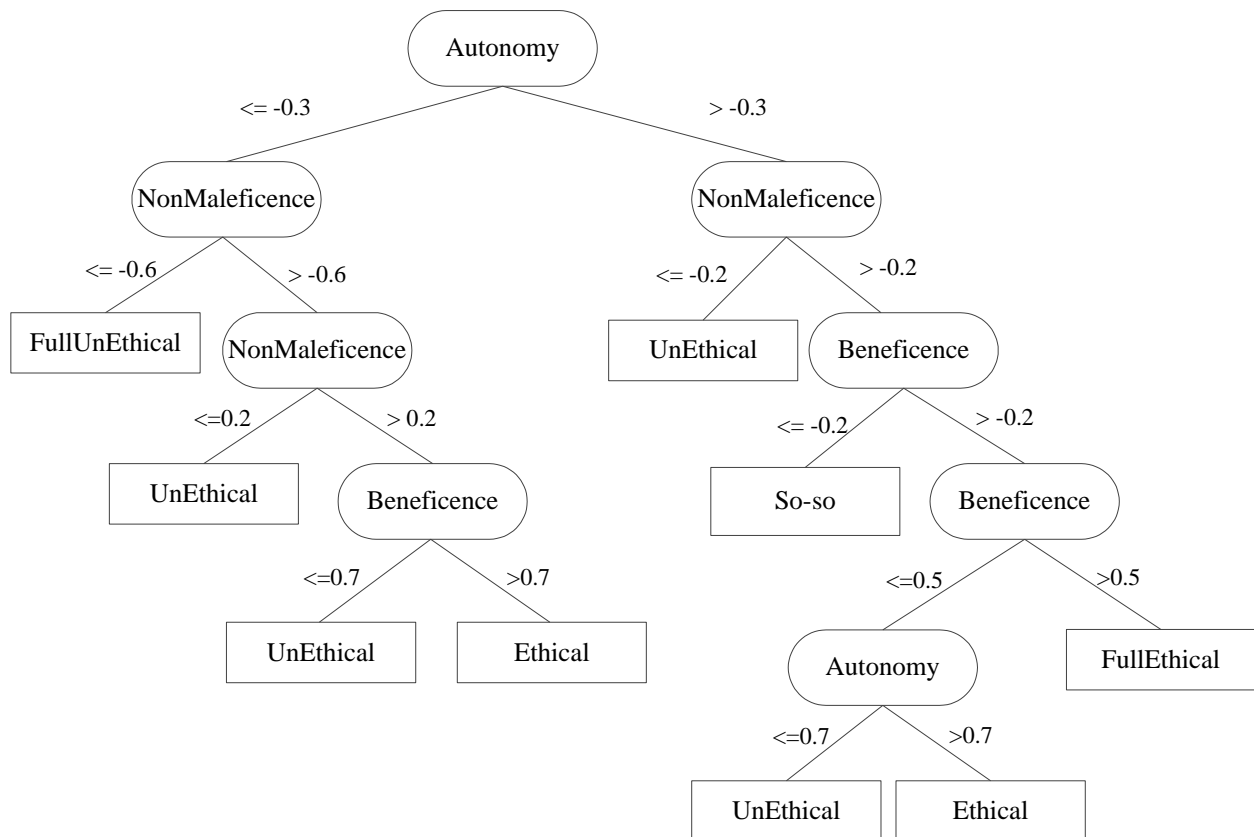 Autonomy
<= -0.3
> -0.3
NonMaleficence
NonMaleficence
<= -0.6
> -0.6
<= -0.2
> -0.2
FullUnEthical
NonMaleficence
UnEthical
Beneficence
<=0.2
> 0.2
<= -0.2
> -0.2
UnEthical
Beneficence
So-so
Beneficence
<=0.7
>0.7
<=0.5
>0.5
UnEthical
Ethical
Autonomy
FullEthical
<=0.7
>0.7
UnEthical
Ethical